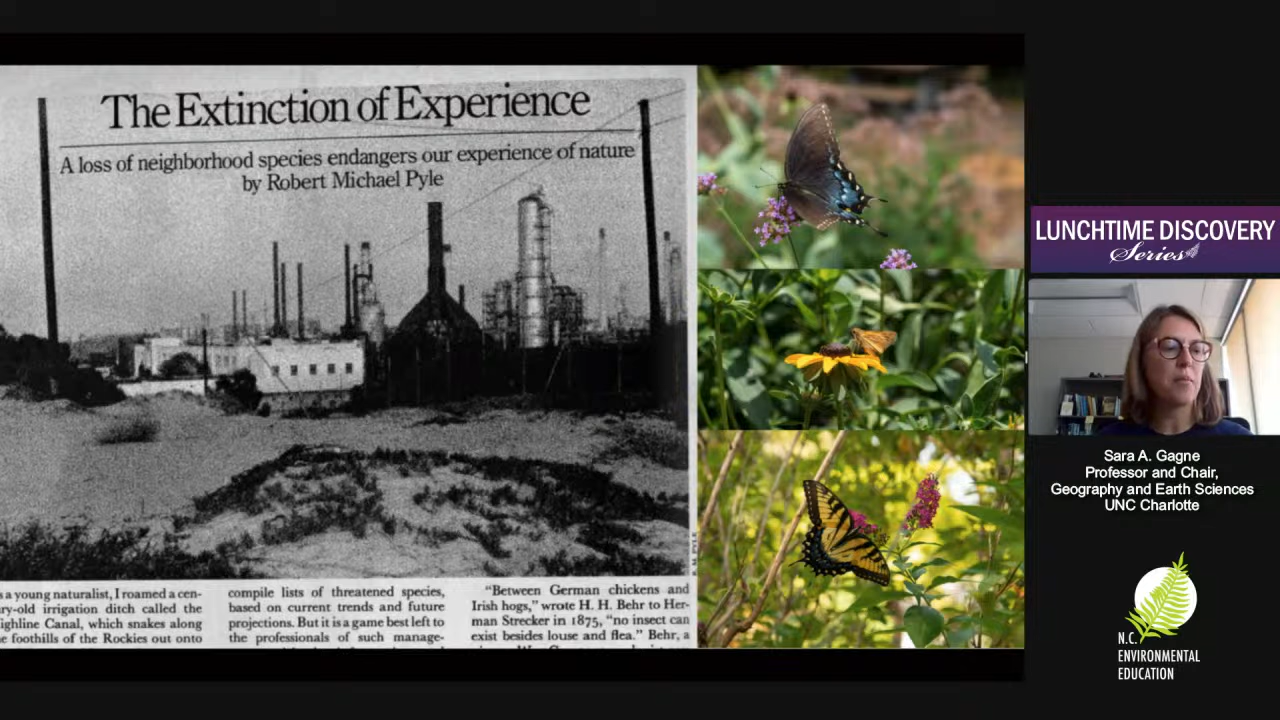 The Extinction of Experience
A loss of neighborhood species endangers our experience of nature
by Robert Michael Pyle
s a young naturalist, I roamed a cen-
ry-old irrigation ditch called the
ighline Canal, which snakes along
e foothills of the Rockies out onto
compile lists of threatened species,
based on current trends and future
projections. But it is a game best left to
the professionals of such manage-
"Between German chickens and
Irish hogs," wrote H. H. Behr to Her-
man Strecker in 1875, "no insect can
exist besides louse and flea." Behr, a
R. M. PYLE
LUNCHTIME DISCOVERY
Series
Sara A. Gagne
Professor and Chair,
Geography and Earth Sciences
UNC Charlotte
N.C.
ENVIRONMENTAL
EDUCATION